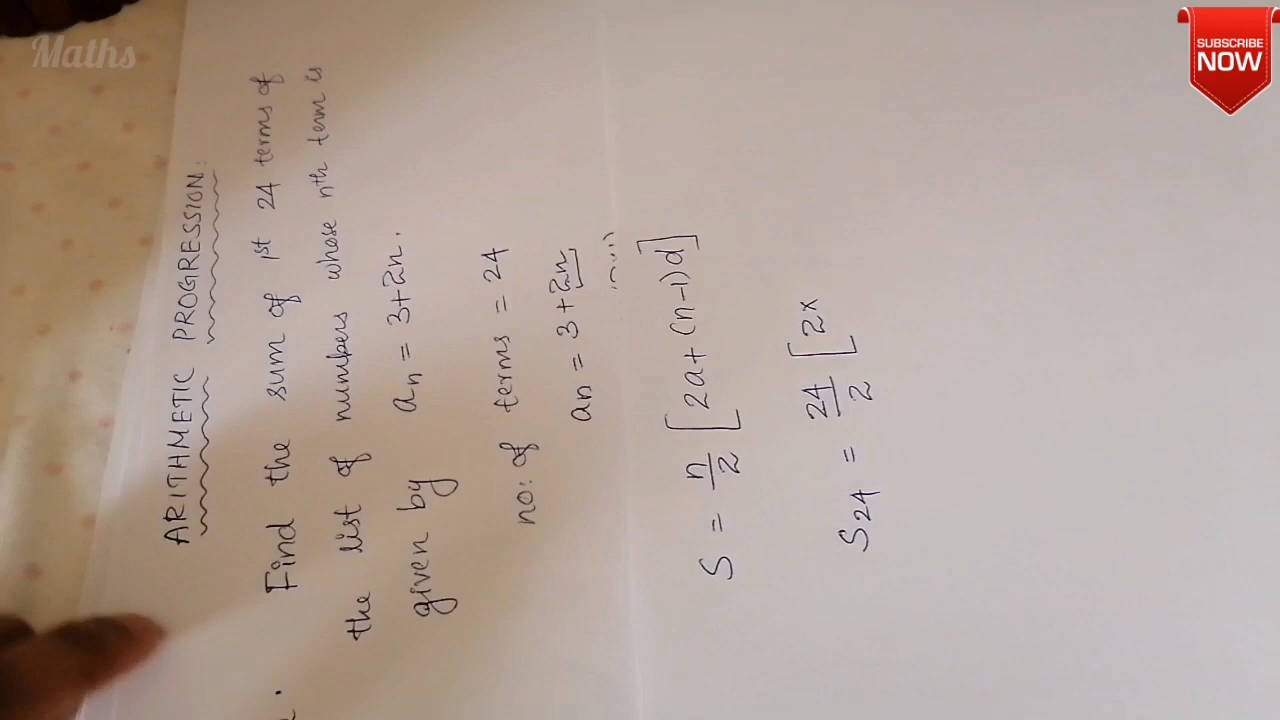 Maths
SUBSCRIBE
NOW
ARITHMETIC PROGRESSION:
Find the sum of 1st 24 terms of
the list of numbers whose nth term is
given by an = 3+2n.
no: of terms = 24
an = 3+2n
S = n/2 [2a+(n-1)d]
S24 = 24/2 [2x